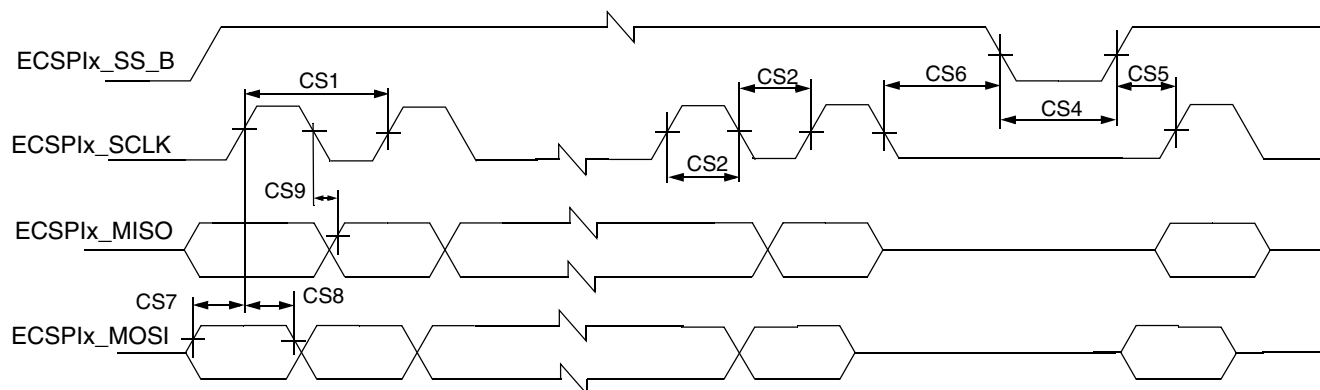 ECSPIx_SS_B
CS1
CS2
CS6
CS5
CS4
ECSPIx_SCLK
CS2
CS9
ECSPIx_MISO
CS7
CS8
ECSPIx_MOSI